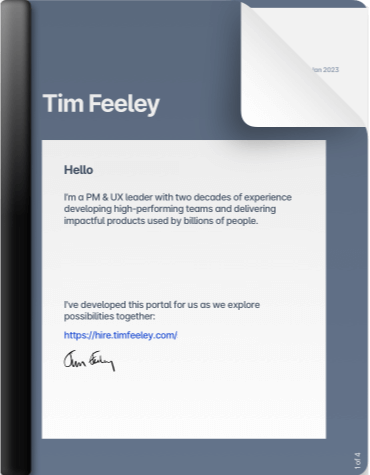 2023
Tim Feeley
Hello
I'm a PM & UX leader with two decades of experience
developing high-performing teams and delivering
impactful products used by billions of people.
I've developed this portal for us as we explore
possibilities together:
https://hire.timfeeley.com/
Tim Feeley
1 of 4